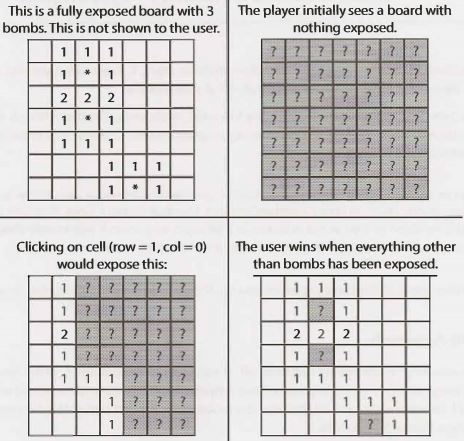 This is a fully exposed board with 3
bombs. This is not shown to the user.
1 1 1
1 * 1
2 2 2
1 * 1
1 1 1
1 1 1
1 * 1
The player initially sees a board with
nothing exposed.
? ? ? ? ? ? ?
? ? ? ? ? ? ?
? ? ? ? ? ? ?
? ? ? ? ? ? ?
? ? ? ? ? ? ?
? ? ? ? ? ? ?
? ? ? ? ? ? ?
Clicking on cell (row = 1, col = 0)
would expose this:
1 ? ? ? ? ?
1 ? ? ? ? ?
2 ? ? ? ? ?
1 ? ? ? ? ?
1 1 1 ? ? ?
1 ? ? ?
1 ? ? ?
The user wins when everything other
than bombs has been exposed.
1 1 1
1 ? 1
2 2 2
1 ? 1
1 1 1
1 1 1
1 ? 1